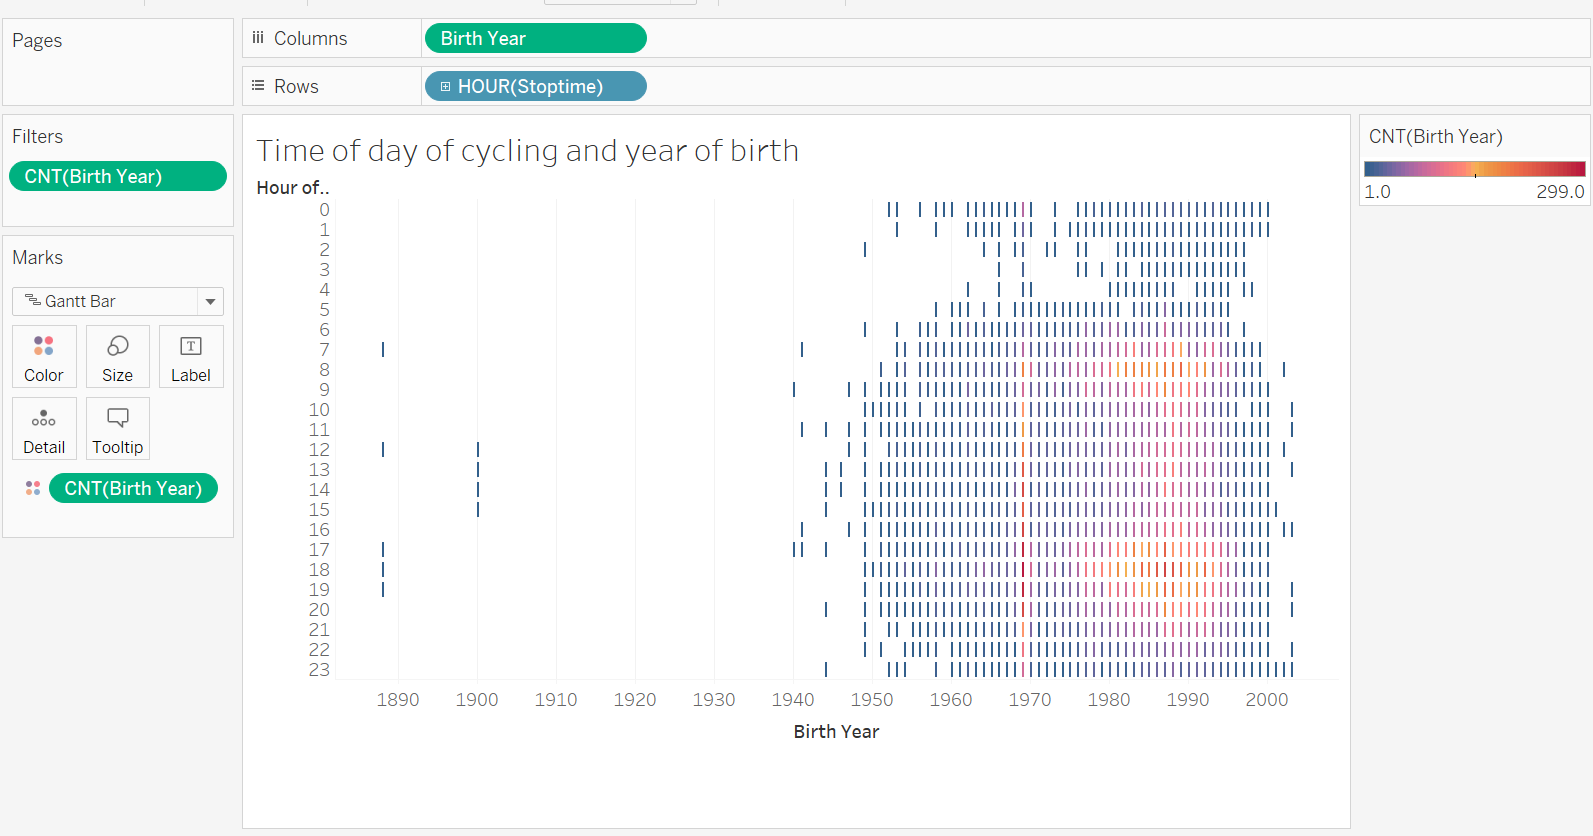 Pages
Columns
Birth Year
Rows
HOUR(Stoptime)
Filters
CNT(Birth Year)
Marks
Gantt Bar
Color
Size
Label
Detail
Tooltip
CNT(Birth Year)
Time of day of cycling and year of birth
Hour of..
0
1
2
3
4
5
6
7
8
9
10
11
12
13
14
15
16
17
18
19
20
21
22
23
1890 1900 1910 1920 1930 1940 1950 1960 1970 1980 1990 2000
Birth Year
CNT(Birth Year)
1.0 299.0